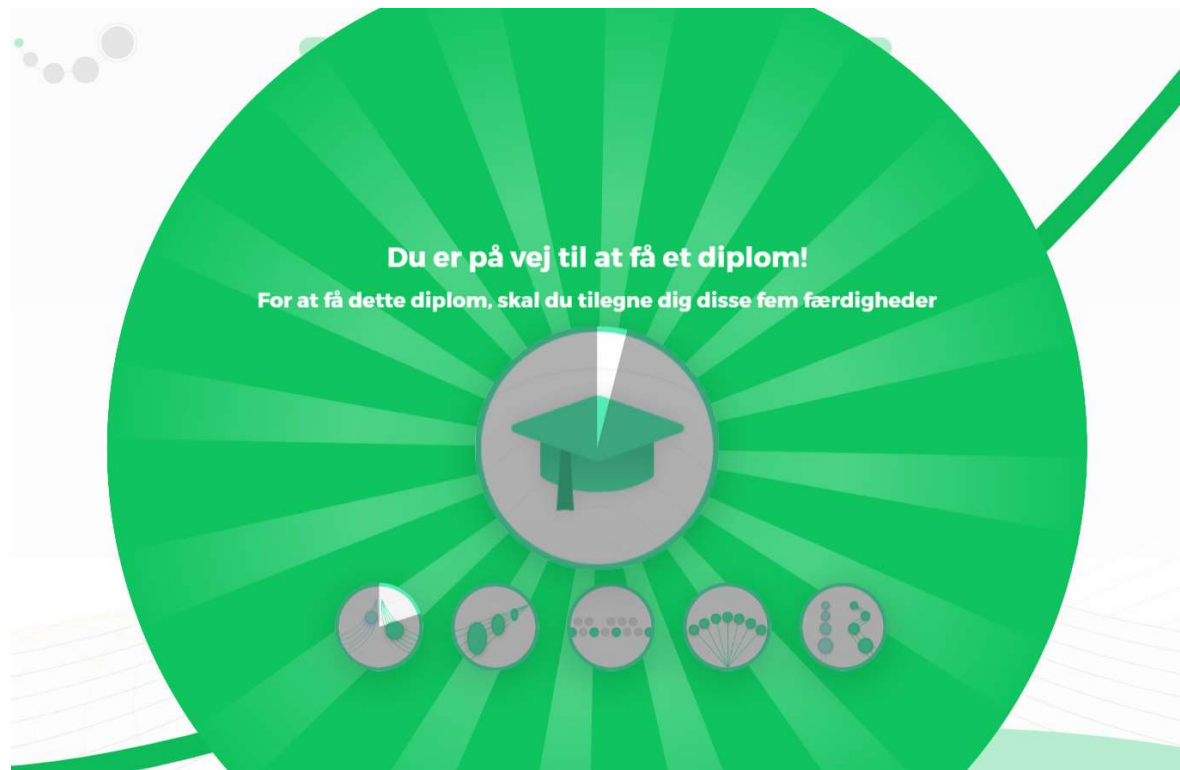 Du er på vej til at få et diplom!
For at få dette diplom, skal du tilegne dig disse fem færdigheder